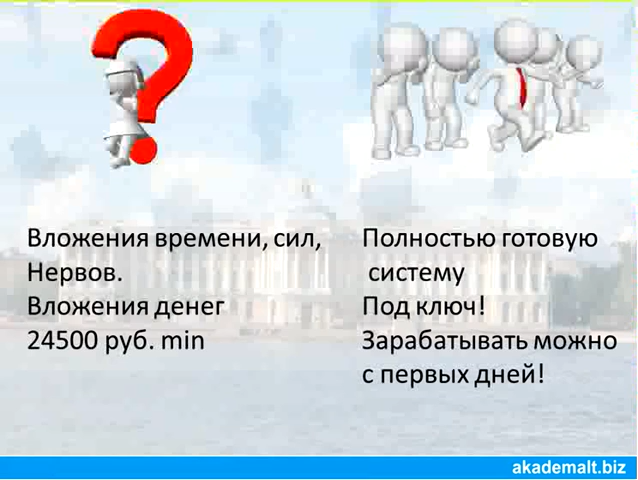 Вложения времени, сил,
Нервов.
Вложения денег
24500 руб. min
Полностью готовую
систему
Под ключ!
Зарабатывать можно
с первых дней!
akademalt.biz